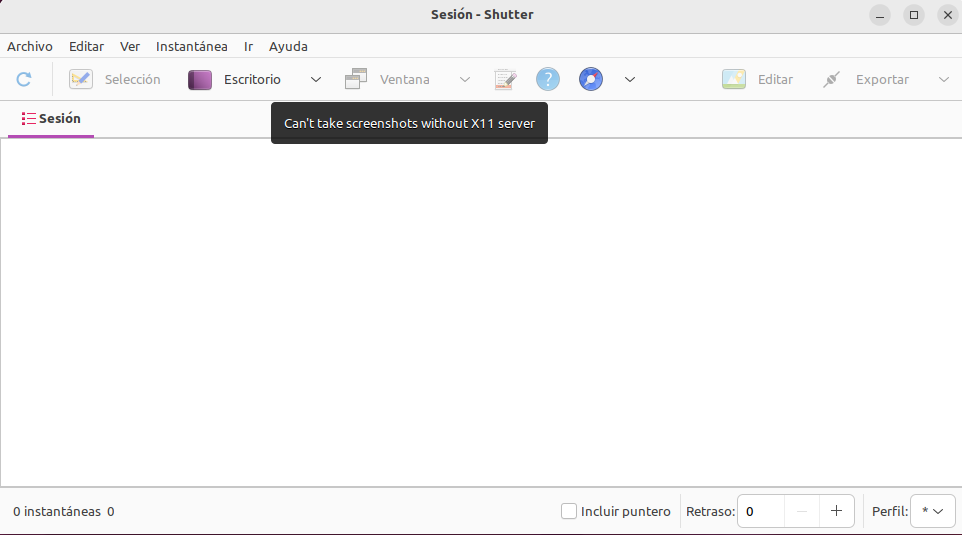 Sesión - Shutter
Archivo Editar Ver Instantánea Ir Ayuda
Selección Escritorio Ventana Editar Exportar
Sesión
Can't take screenshots without X11 server
0 instantáneas 0 Incluir puntero Retraso: 0 Perfil: *